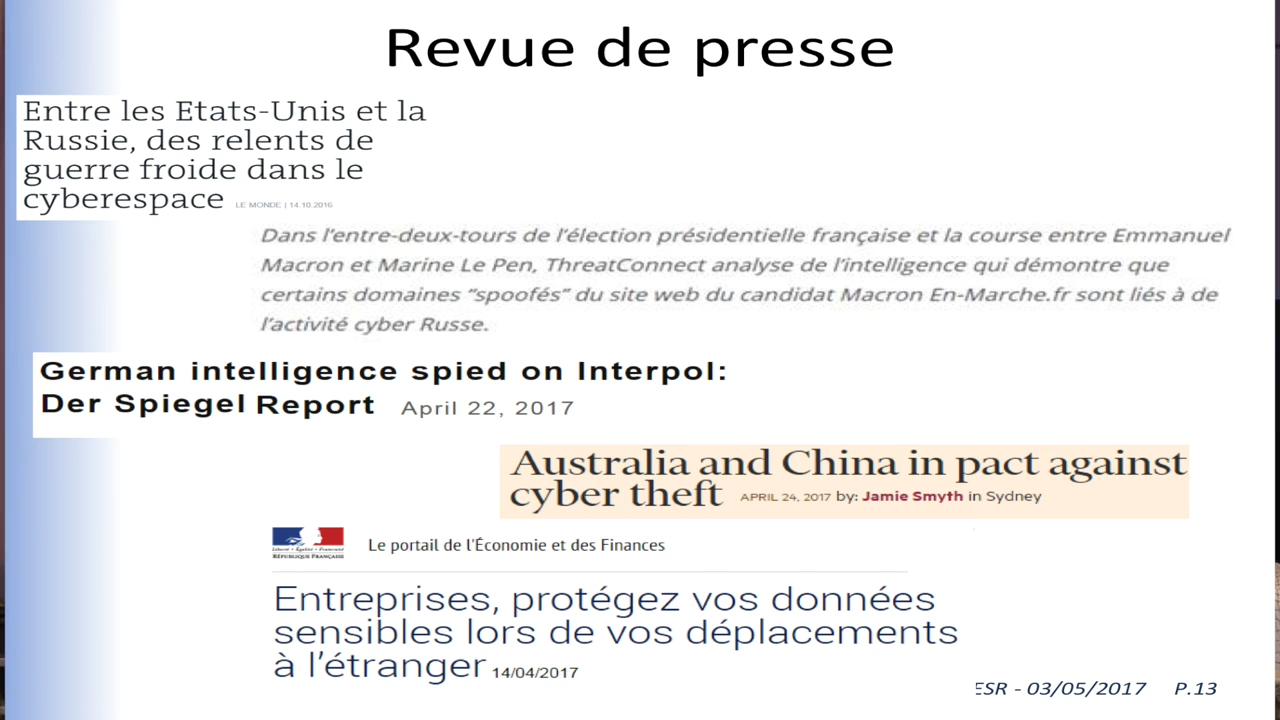 Revue de presse
Entre les Etats-Unis et la
Russie, des relents de
guerre froide dans le
cyberespace LE MONDE | 14.10.2016
Dans l’entre-deux-tours de l’élection présidentielle française et la course entre Emmanuel
Macron et Marine Le Pen, ThreatConnect analyse de l’intelligence qui démontre que
certains domaines “spoofés” du site web du candidat Macron En-Marche.fr sont liés à de
l’activité cyber Russe.
German intelligence spied on Interpol:
Der Spiegel Report April 22, 2017
Australia and China in pact against
cyber theft APRIL 24, 2017 by: Jamie Smyth in Sydney
Liberté • Égalité • Fraternité
RÉPUBLIQUE FRANÇAISE
Le portail de l'Économie et des Finances
Entreprises, protégez vos données
sensibles lors de vos déplacements
à l’étranger 14/04/2017
ESR - 03/05/2017 P.13